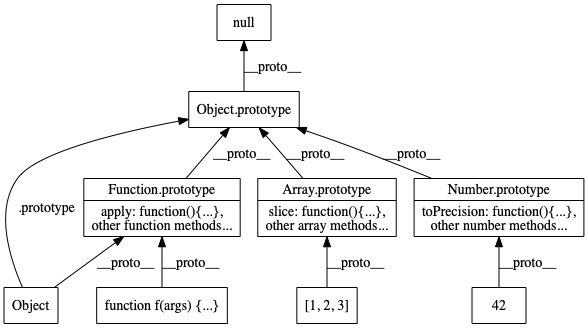 null
__proto__
Object.prototype
__proto__ __proto__ __proto__
Function.prototype
apply: function(){...},
other function methods...
Array.prototype
slice: function(){...},
other array methods...
Number.prototype
toPrecision: function(){...},
other number methods...
.prototype
__proto__ __proto__ __proto__ __proto__
Object
function f(args) {...}
[1, 2, 3]
42